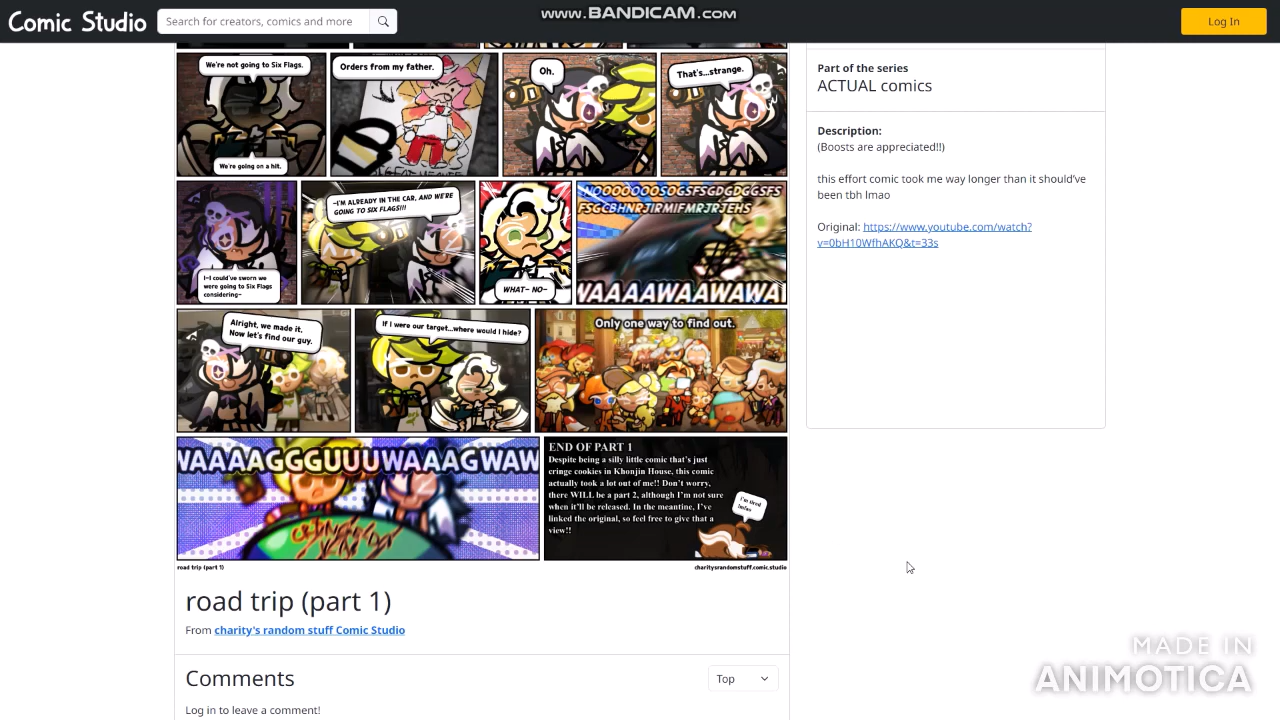 Comic Studio
Search for creators, comics and more
www.BANDICAM.com
Log In
We're not going to Six Flags.
We're going on a hit.
Orders from my father.
Oh.
That's...strange.
I-I could've sworn we
were going to Six Flags
considering-
-I'M ALREADY IN THE CAR, AND WE'RE
GOING TO SIX FLAGS!!!
WHAT- NO-
NOOOOOOSOGSFSGDGDGGSFS
FSGCBHNRJIRMIFMRJRJEHS
WAAAAWAAWAWAI
Alright, we made it.
Now let's find our guy.
If I were our target...where would I hide?
Only one way to find out.
WAAAAGGGUUUWAAAGWAW
END OF PART 1
Despite being a silly little comic that's just
cringe cookies in Khonjin House, this comic
actually took a lot out of me!! Don't worry,
there WILL be a part 2, although I'm not sure
when it'll be released. In the meantime, I've
linked the original, so feel free to give that a
view!!
I'm tired
road trip (part 1)
charitysrandomstuff.comic.studio
road trip (part 1)
From charity's random stuff Comic Studio
Comments
Top
Log in to leave a comment!
Part of the series
ACTUAL comics
Description:
(Boosts are appreciated!!)
this effort comic took me way longer than it should've
been tbh lmao
Original: https://www.youtube.com/watch?
v=0bH10WfhAKQ&t=33s
MADE IN
ANIMOTICA